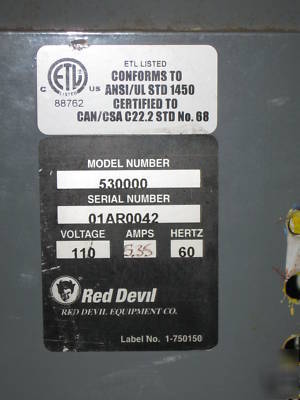 ETL LISTED
CONFORMS TO
ANSI/UL STD 1450
CERTIFIED TO
CAN/CSA C22.2 STD No. 68
C ETL US
LISTED
88762
MODEL NUMBER
530000
SERIAL NUMBER
01AR0042
VOLTAGE AMPS HERTZ
110 5.35 60
Red Devil
RED DEVIL EQUIPMENT CO.
Label No. 1-750150